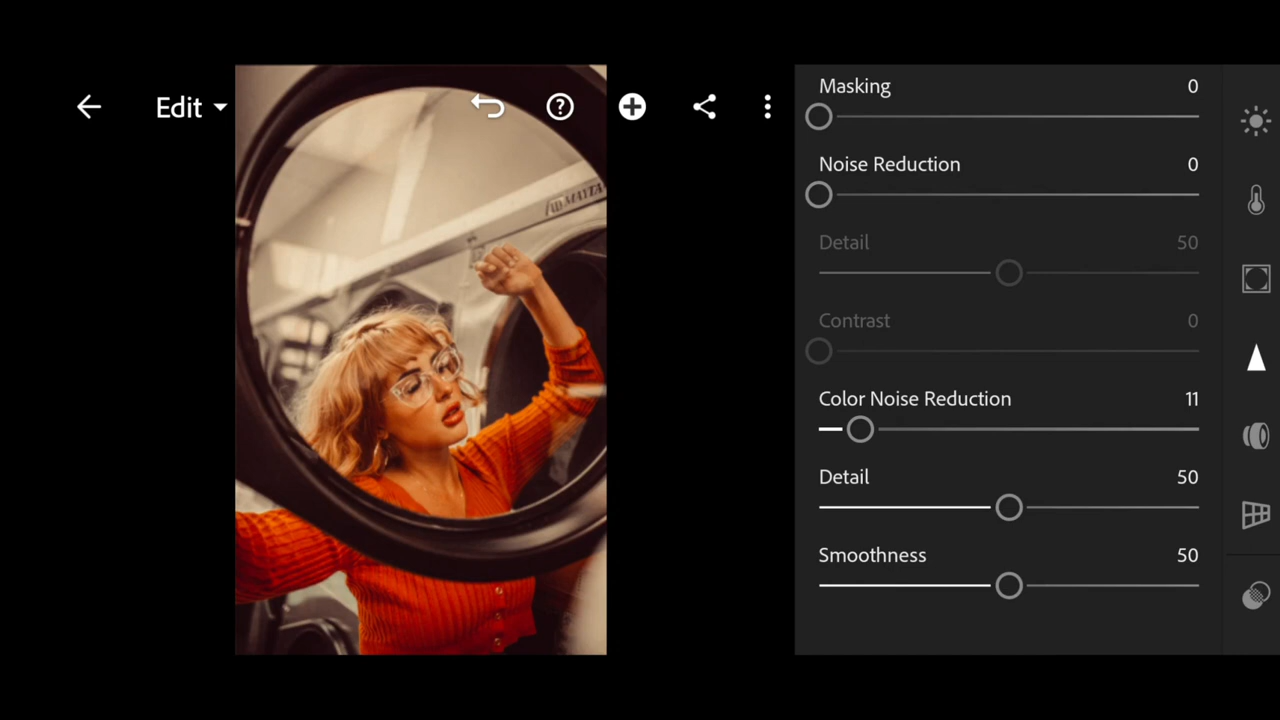 Edit
Masking 0
Noise Reduction 0
Detail 50
Contrast 0
Color Noise Reduction 11
Detail 50
Smoothness 50